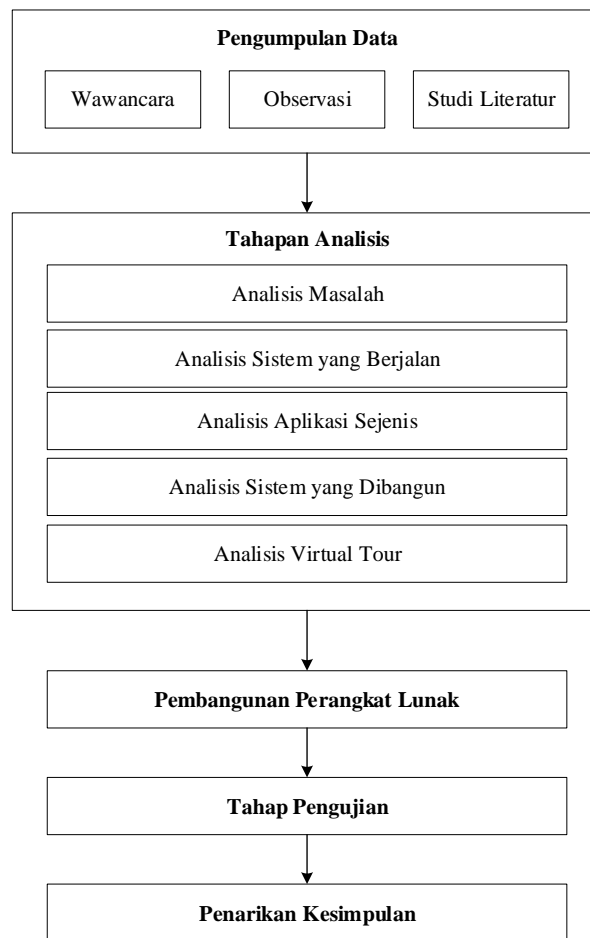 Pengumpulan Data
Wawancara
Observasi
Studi Literatur
Tahapan Analisis
Analisis Masalah
Analisis Sistem yang Berjalan
Analisis Aplikasi Sejenis
Analisis Sistem yang Dibangun
Analisis Virtual Tour
Pembangunan Perangkat Lunak
Tahap Pengujian
Penarikan Kesimpulan